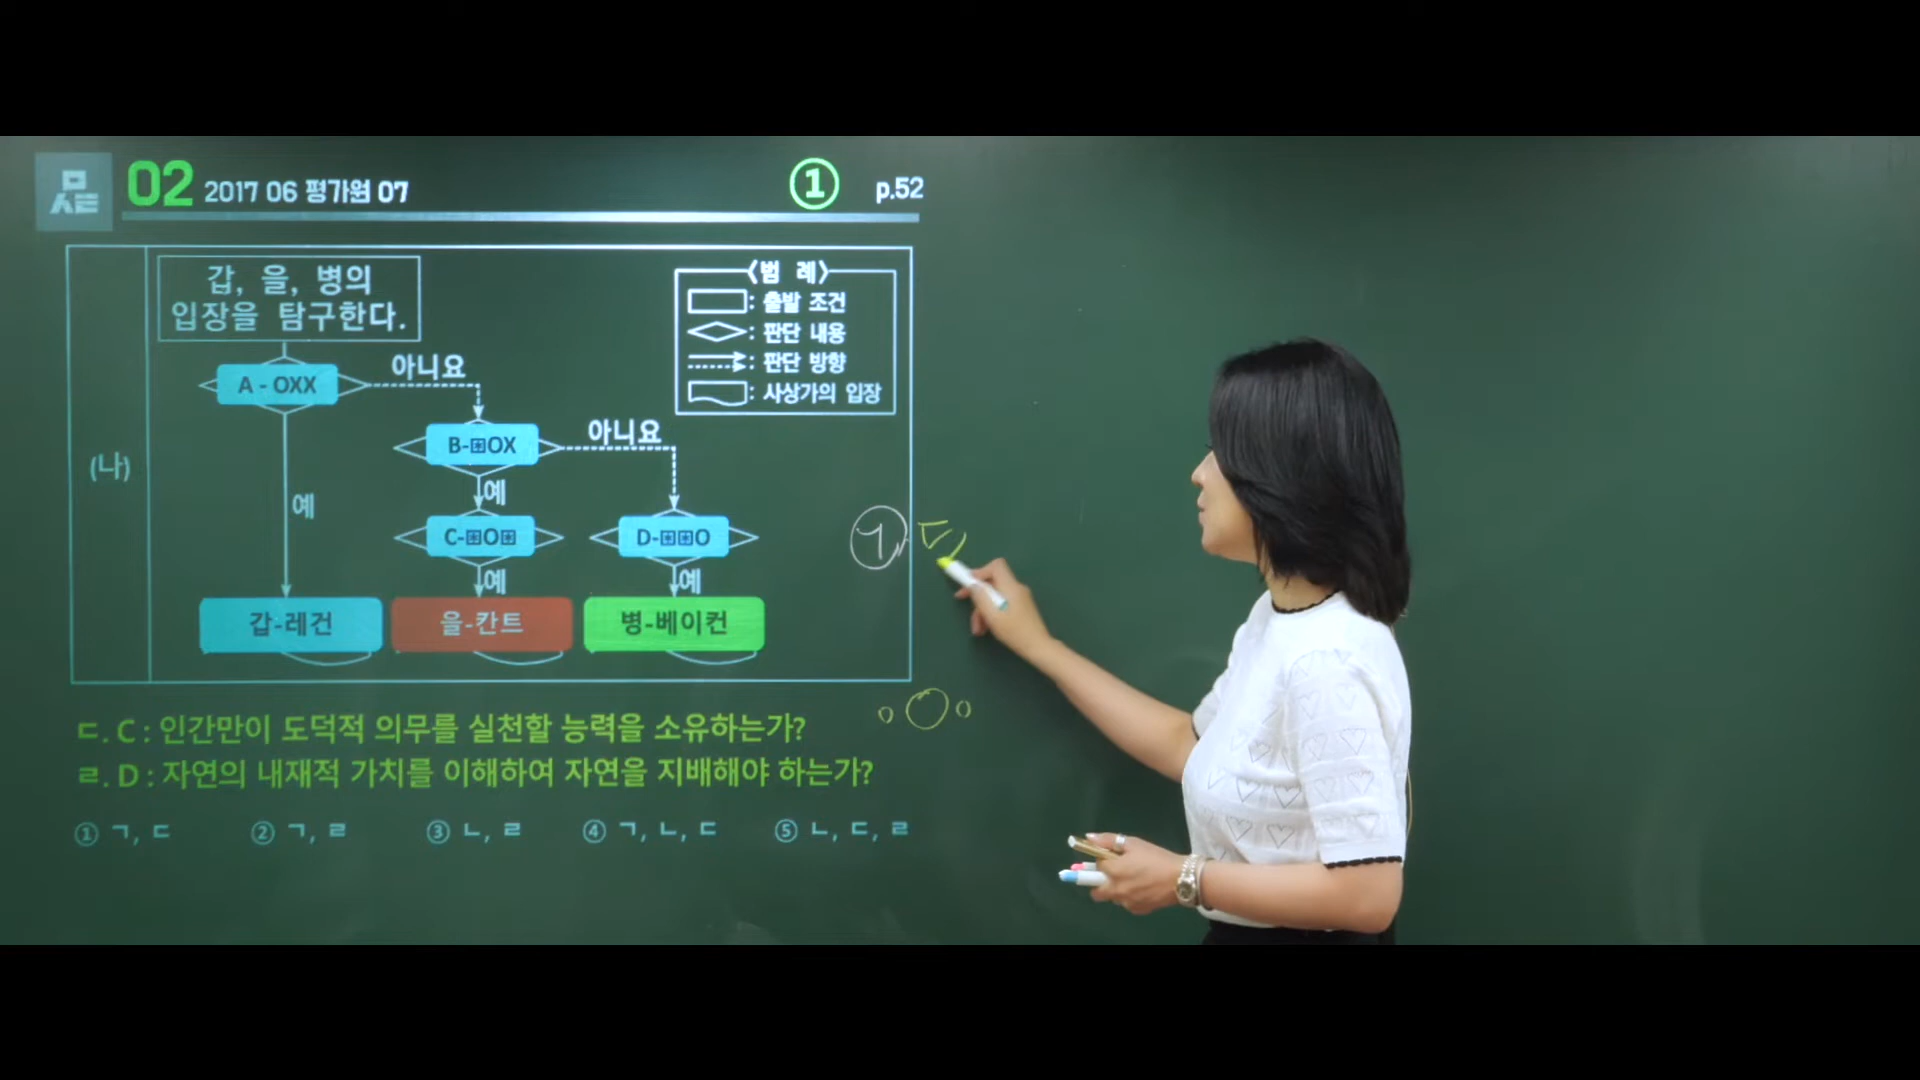 02 2017 06 평가원 07 ① p.52
갑, 을, 병의
입장을 탐구한다.
<범 례>
: 출발 조건
: 판단 내용
: 판단 방향
: 사상가의 입장
(나)
A - OXX
아니요
B-⊞OX
아니요
예
예
C-⊞O⊞
D-⊞⊞O
예
예
갑-레건
을-칸트
병-베이컨
ㄱ, ㄷ
ㄷ. C : 인간만이 도덕적 의무를 실천할 능력을 소유하는가?
ㄹ. D : 자연의 내재적 가치를 이해하여 자연을 지배해야 하는가?
① ㄱ, ㄷ ② ㄱ, ㄹ ③ ㄴ, ㄹ ④ ㄱ, ㄴ, ㄷ ⑤ ㄴ, ㄷ, ㄹ